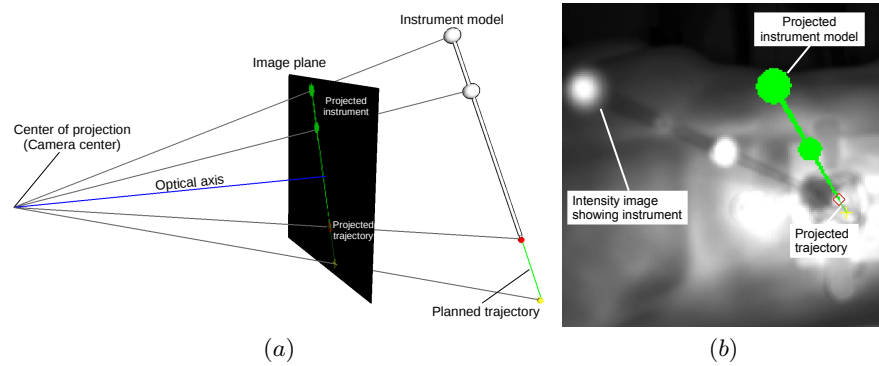 Instrument model
Image plane
Projected
instrument
Center of projection
(Camera center)
Optical axis
Projected
trajectory
Planned trajectory
(a)
Projected
instrument model
Intensity image
showing instrument
Projected
trajectory
(b)